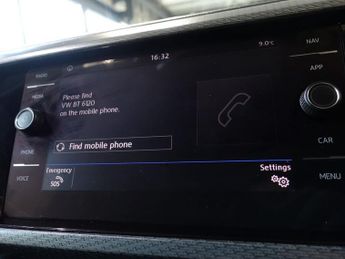 16:32
9.0°C
NAV
RADIO
MEDIA
PHONE
VOICE
Please find
VW BT 6120
on the mobile phone.
Find mobile phone
Emergency
SOS
Settings
APP
CAR
MENU